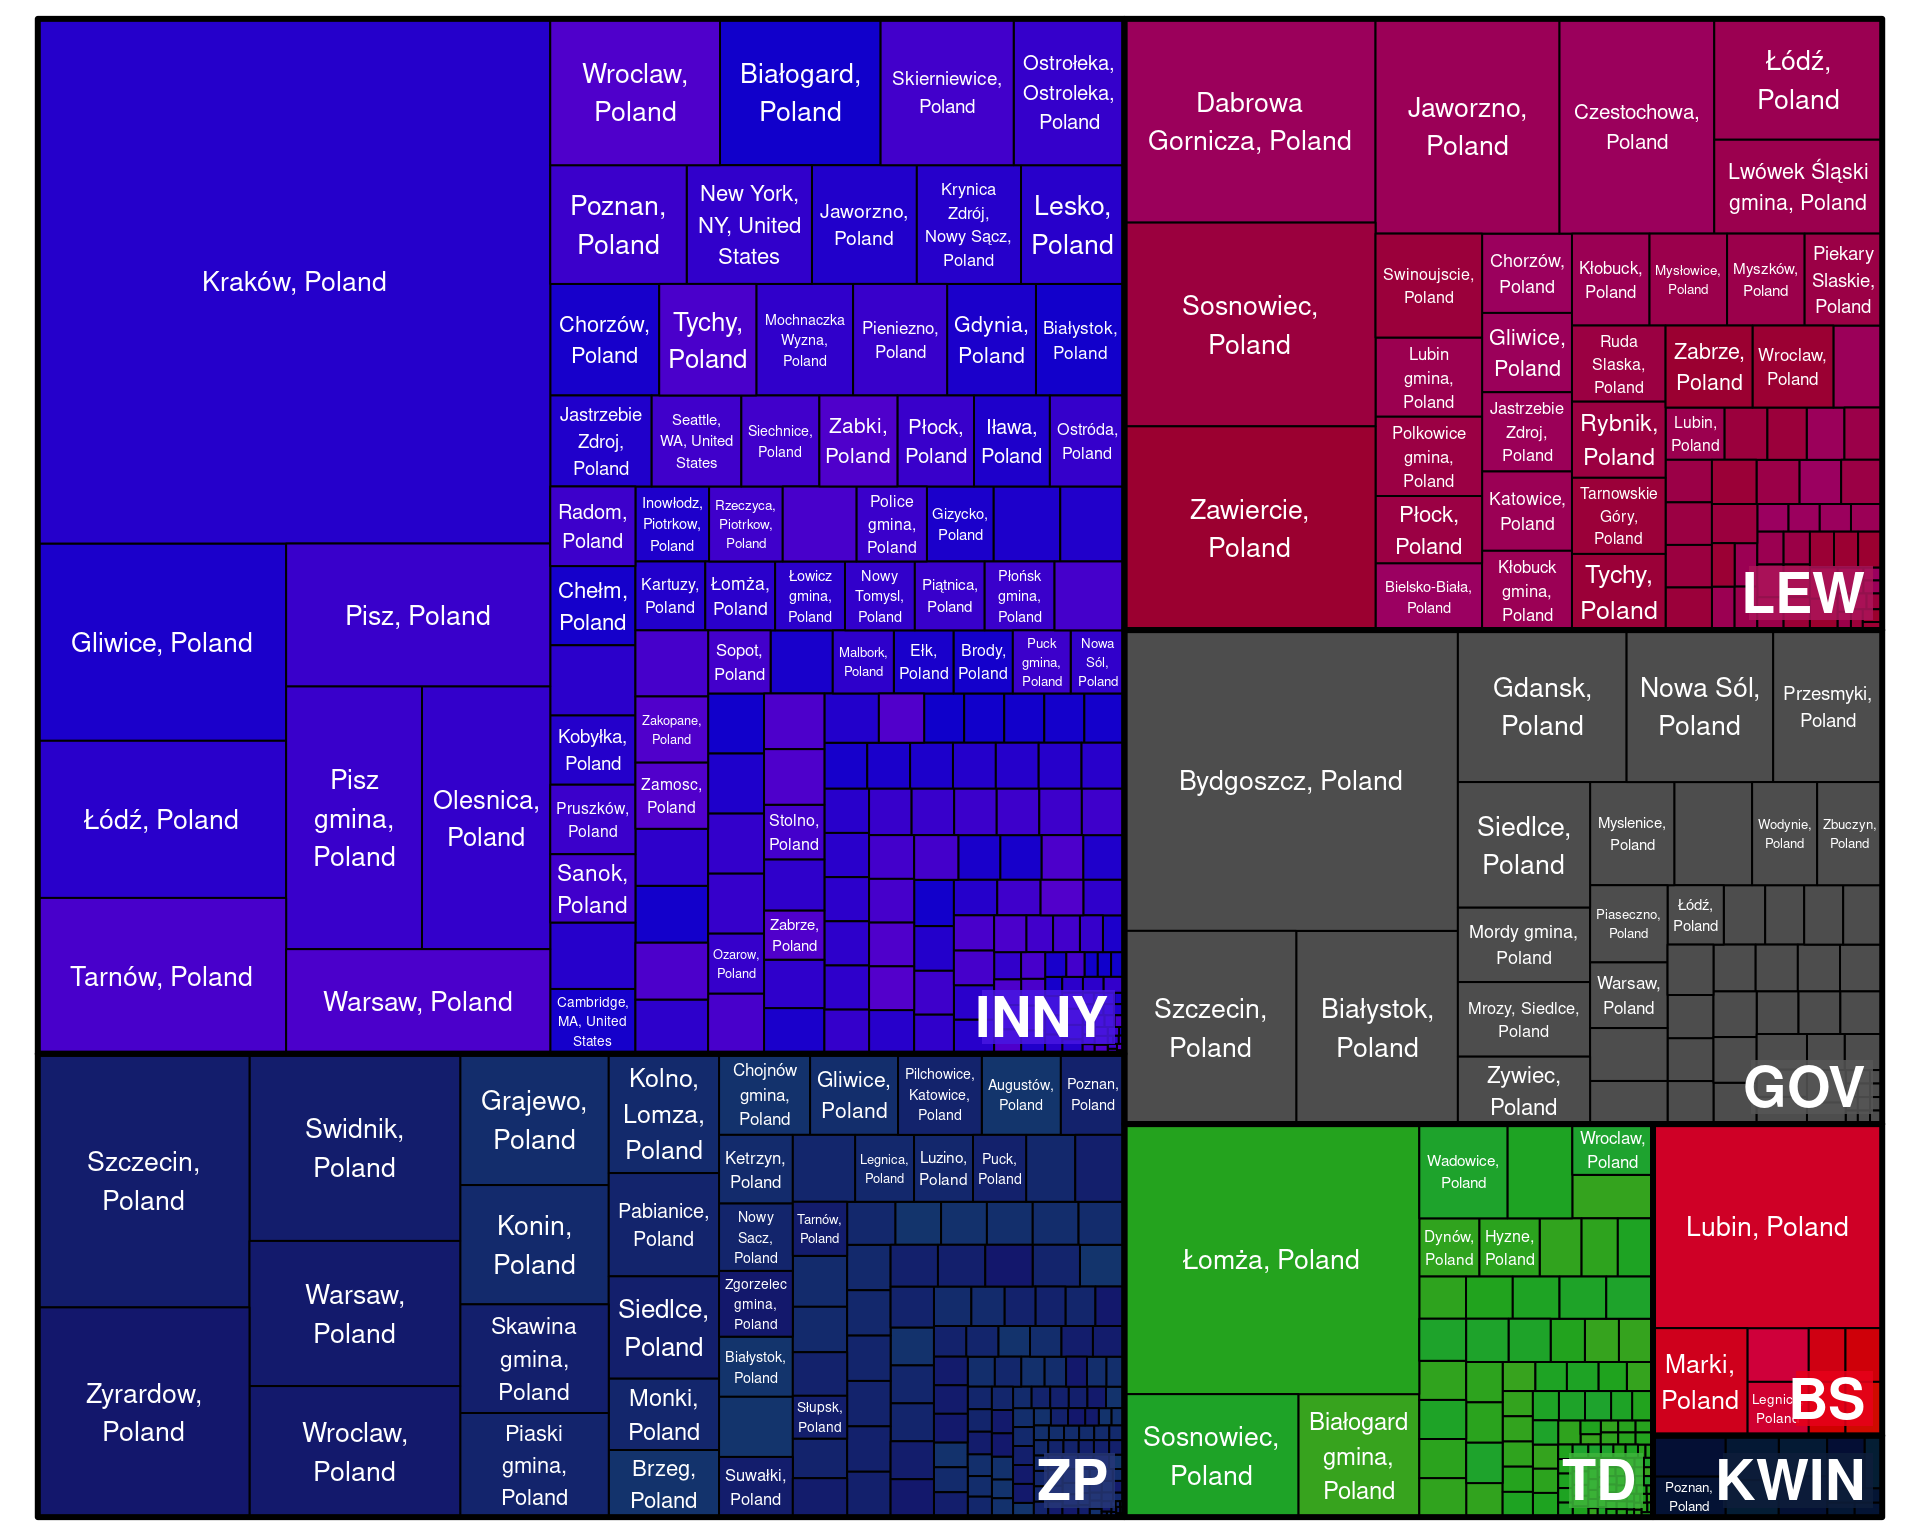 Kraków, Poland
Gliwice, Poland
Łódź, Poland
Tarnów, Poland
Pisz, Poland
Pisz
gmina,
Poland
Olesnica,
Poland
Warsaw, Poland
Wroclaw,
Poland
Białogard,
Poland
Skierniewice,
Poland
Ostrołeka,
Ostroleka,
Poland
Poznan,
Poland
New York,
NY, United
States
Jaworzno,
Poland
Krynica
Zdrój,
Nowy Sącz,
Poland
Lesko,
Poland
Chorzów,
Poland
Tychy,
Poland
Mochnaczka
Wyzna,
Poland
Pieniezno,
Poland
Gdynia,
Poland
Białystok,
Poland
Jastrzebie
Zdroj,
Poland
Seattle,
WA, United
States
Siechnice,
Poland
Zabki,
Poland
Płock,
Poland
Iława,
Poland
Ostróda,
Poland
Radom,
Poland
Inowłodz,
Piotrkow,
Poland
Rzeczyca,
Piotrkow,
Poland
Police
gmina,
Poland
Gizycko,
Poland
Chełm,
Poland
Kartuzy,
Poland
Łomża,
Poland
Łowicz
gmina,
Poland
Nowy
Tomysl,
Poland
Piątnica,
Poland
Płońsk
gmina,
Poland
Sopot,
Poland
Malbork,
Poland
Ełk,
Poland
Brody,
Poland
Puck
gmina,
Poland
Nowa
Sól,
Poland
Kobyłka,
Poland
Zakopane,
Poland
Pruszków,
Poland
Zamosc,
Poland
Stolno,
Poland
Sanok,
Poland
Zabrze,
Poland
Ozarow,
Poland
Cambridge,
MA, United
States
INNY
Dabrowa
Gornicza, Poland
Sosnowiec,
Poland
Zawiercie,
Poland
Jaworzno,
Poland
Czestochowa,
Poland
Łódź,
Poland
Lwówek Śląski
gmina, Poland
Swinoujscie,
Poland
Chorzów,
Poland
Kłobuck,
Poland
Mysłowice,
Poland
Myszków,
Poland
Piekary
Slaskie,
Poland
Lubin
gmina,
Poland
Gliwice,
Poland
Ruda
Slaska,
Poland
Zabrze,
Poland
Wroclaw,
Poland
Polkowice
gmina,
Poland
Jastrzebie
Zdroj,
Poland
Rybnik,
Poland
Lubin,
Poland
Płock,
Poland
Katowice,
Poland
Tarnowskie
Góry,
Poland
Bielsko-Biała,
Poland
Kłobuck
gmina,
Poland
Tychy,
Poland
LEW
Bydgoszcz, Poland
Szczecin,
Poland
Białystok,
Poland
Gdansk,
Poland
Nowa Sól,
Poland
Przesmyki,
Poland
Siedlce,
Poland
Myslenice,
Poland
Wodynie,
Poland
Zbuczyn,
Poland
Mordy gmina,
Poland
Piaseczno,
Poland
Łódź,
Poland
Mrozy, Siedlce,
Poland
Warsaw,
Poland
Zywiec,
Poland
GOV
Szczecin,
Poland
Zyrardow,
Poland
Swidnik,
Poland
Warsaw,
Poland
Wroclaw,
Poland
Grajewo,
Poland
Konin,
Poland
Skawina
gmina,
Poland
Piaski
gmina,
Poland
Kolno,
Lomza,
Poland
Pabianice,
Poland
Siedlce,
Poland
Monki,
Poland
Brzeg,
Poland
Chojnów
gmina,
Poland
Gliwice,
Poland
Pilchowice,
Katowice,
Poland
Augustów,
Poland
Poznan,
Poland
Ketrzyn,
Poland
Legnica,
Poland
Luzino,
Poland
Puck,
Poland
Nowy
Sacz,
Poland
Tarnów,
Poland
Zgorzelec
gmina,
Poland
Białystok,
Poland
Słupsk,
Poland
Suwałki,
Poland
ZP
Łomża, Poland
Sosnowiec,
Poland
Białogard
gmina,
Poland
Wadowice,
Poland
Wroclaw,
Poland
Dynów,
Poland
Hyzne,
Poland
TD
Lubin, Poland
Marki,
Poland
BS
Poznan,
Poland
KWIN